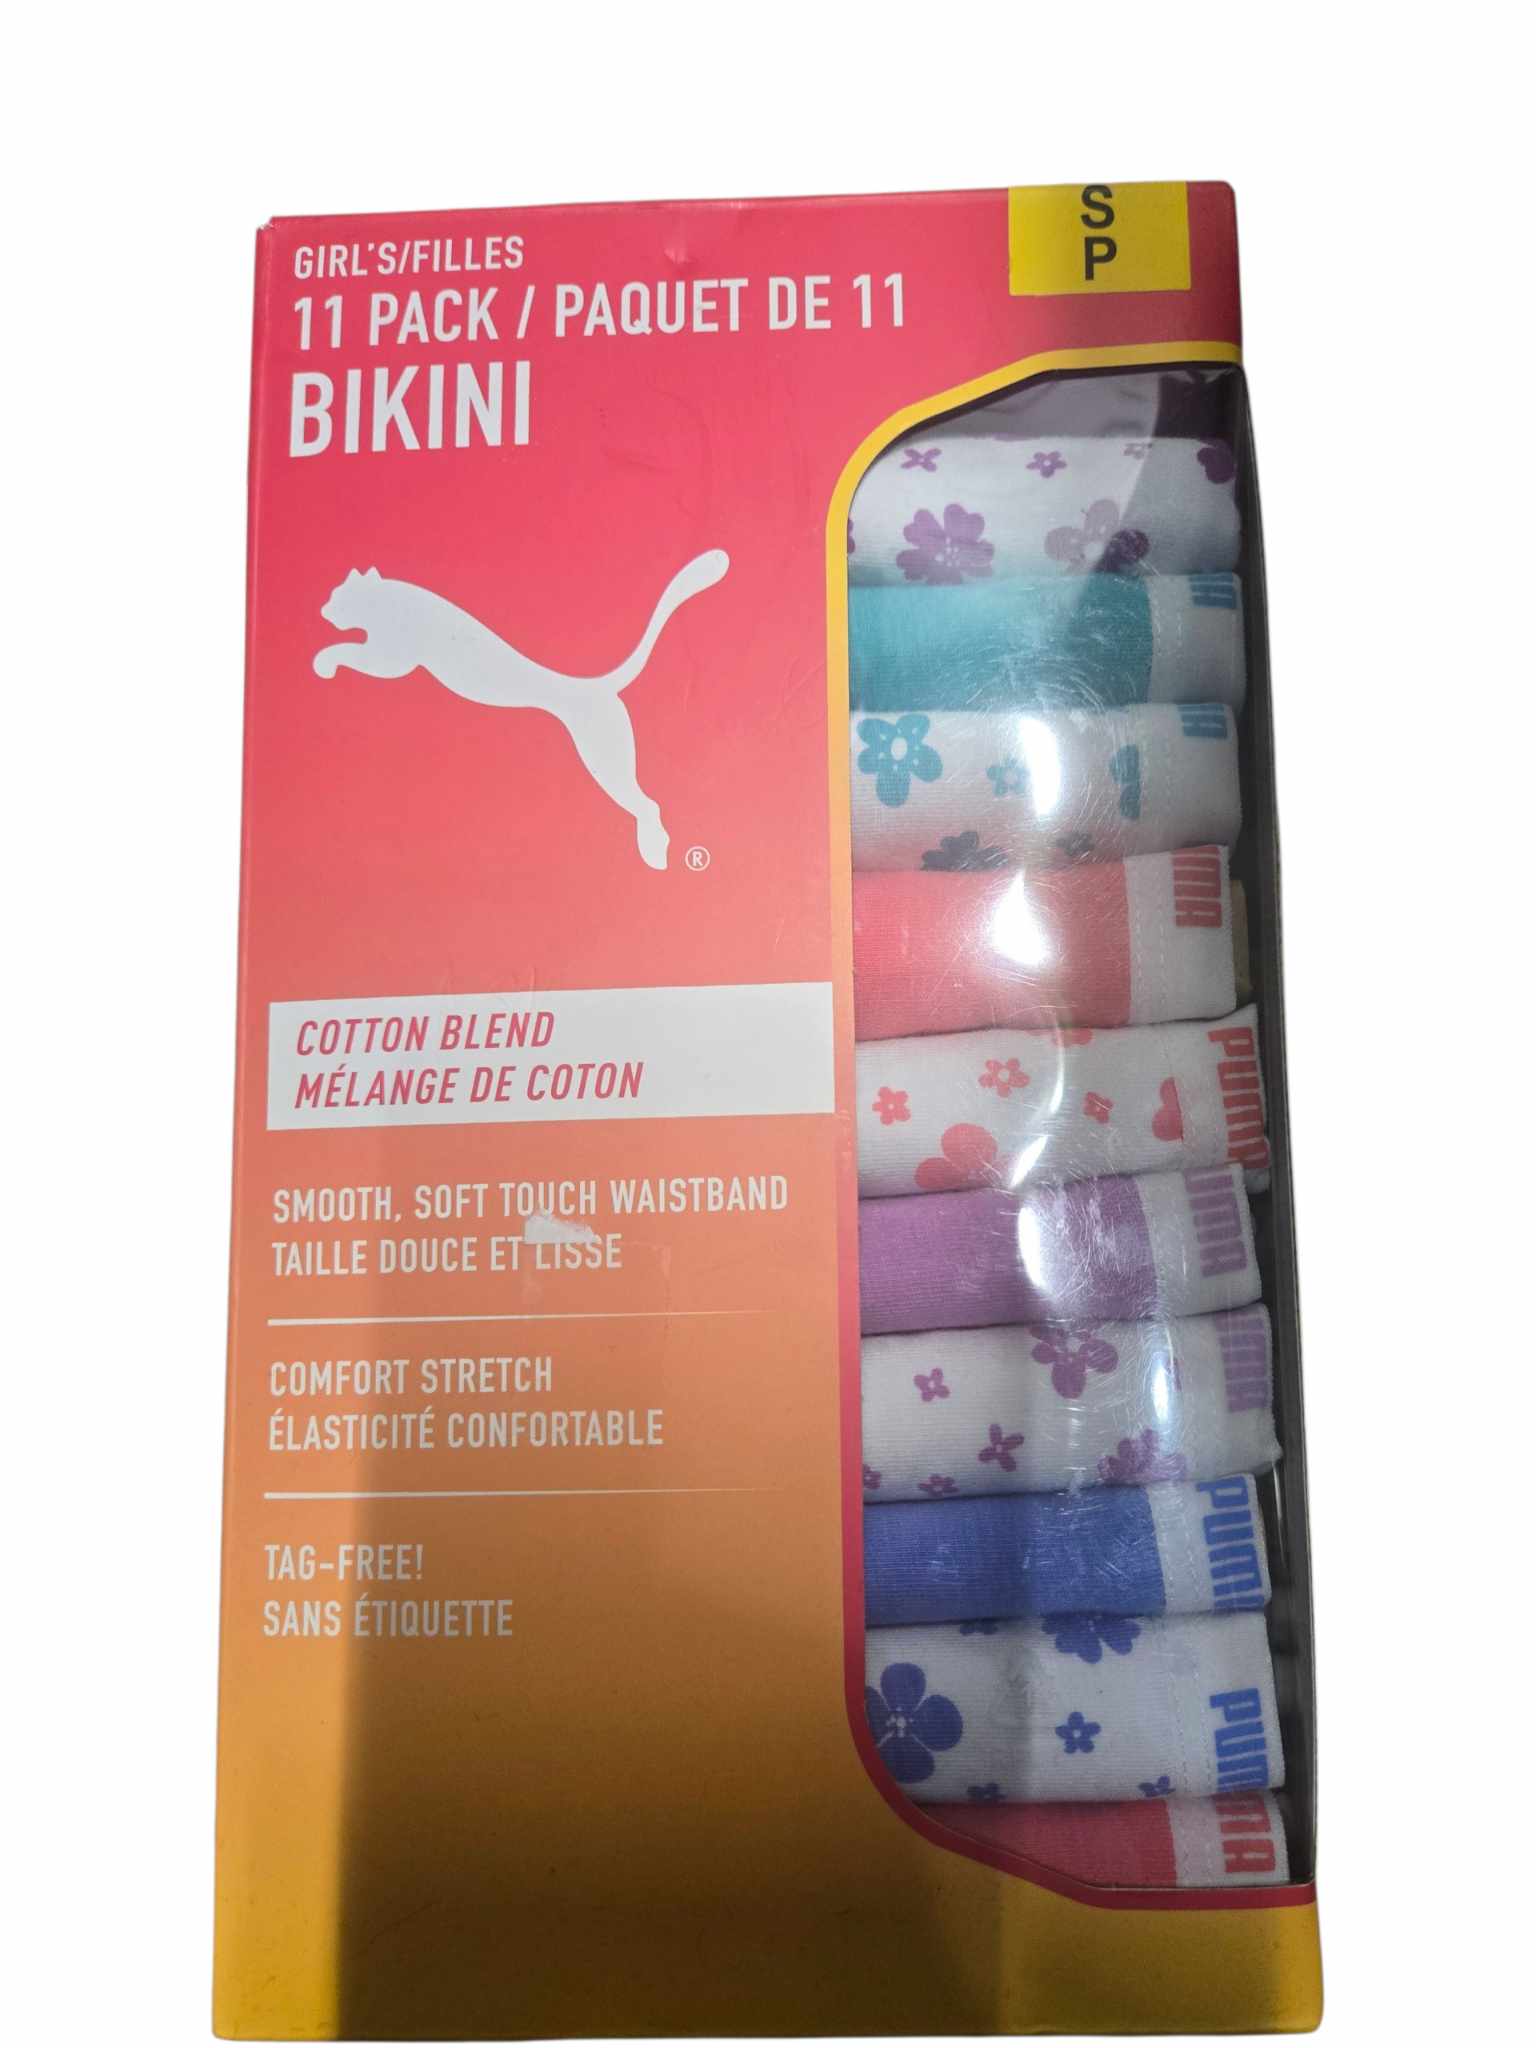 GIRL'S/FILLES
11 PACK / PAQUET DE 11
BIKINI
S
P
®
COTTON BLEND
MÉLANGE DE COTON
SMOOTH, SOFT TOUCH WAISTBAND
TAILLE DOUCE ET LISSE
COMFORT STRETCH
ÉLASTICITÉ CONFORTABLE
TAG-FREE!
SANS ÉTIQUETTE
PUMA
PUMA
PUMA